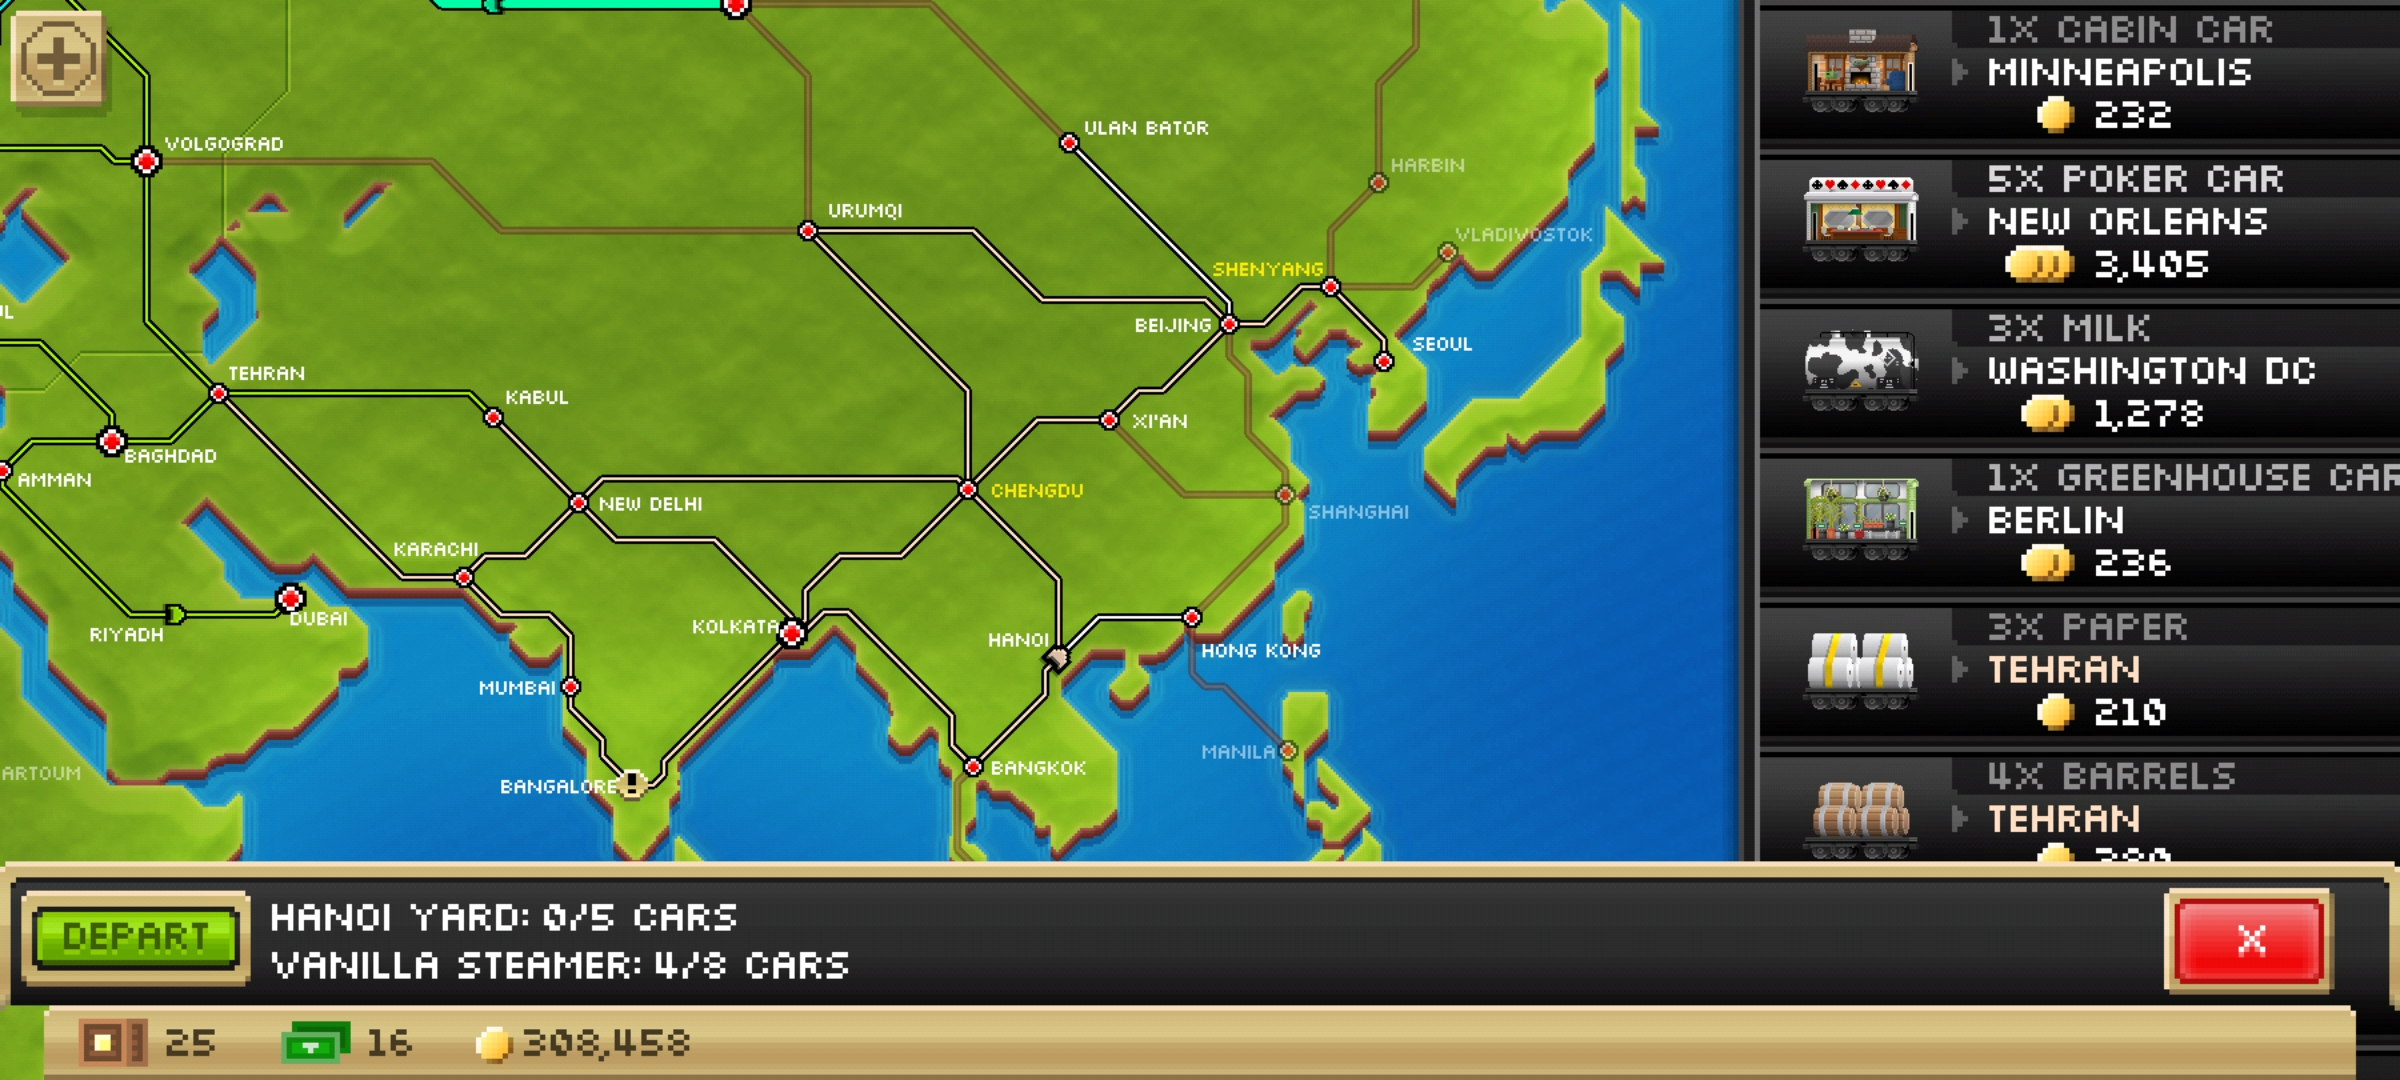 VOLGOGRAD
ULAN BATOR
HARBIN
URUMQI
VLADIVOSTOK
SHENYANG
BEIJING
SEOUL
TEHRAN
KABUL
XI'AN
BAGHDAD
AMMAN
NEW DELHI
CHENGDU
SHANGHAI
KARACHI
DUBAI
RIYADH
KOLKATA
HANOI
HONG KONG
MUMBAI
MANILA
BANGKOK
BANGALORE
ARTOUM
1X CABIN CAR
MINNEAPOLIS
232
5X POKER CAR
NEW ORLEANS
3,405
3X MILK
WASHINGTON DC
1,278
1X GREENHOUSE CAR
BERLIN
236
3X PAPER
TEHRAN
210
4X BARRELS
TEHRAN
DEPART
HANOI YARD: 0/5 CARS
VANILLA STEAMER: 4/8 CARS
X
25
16
308,458